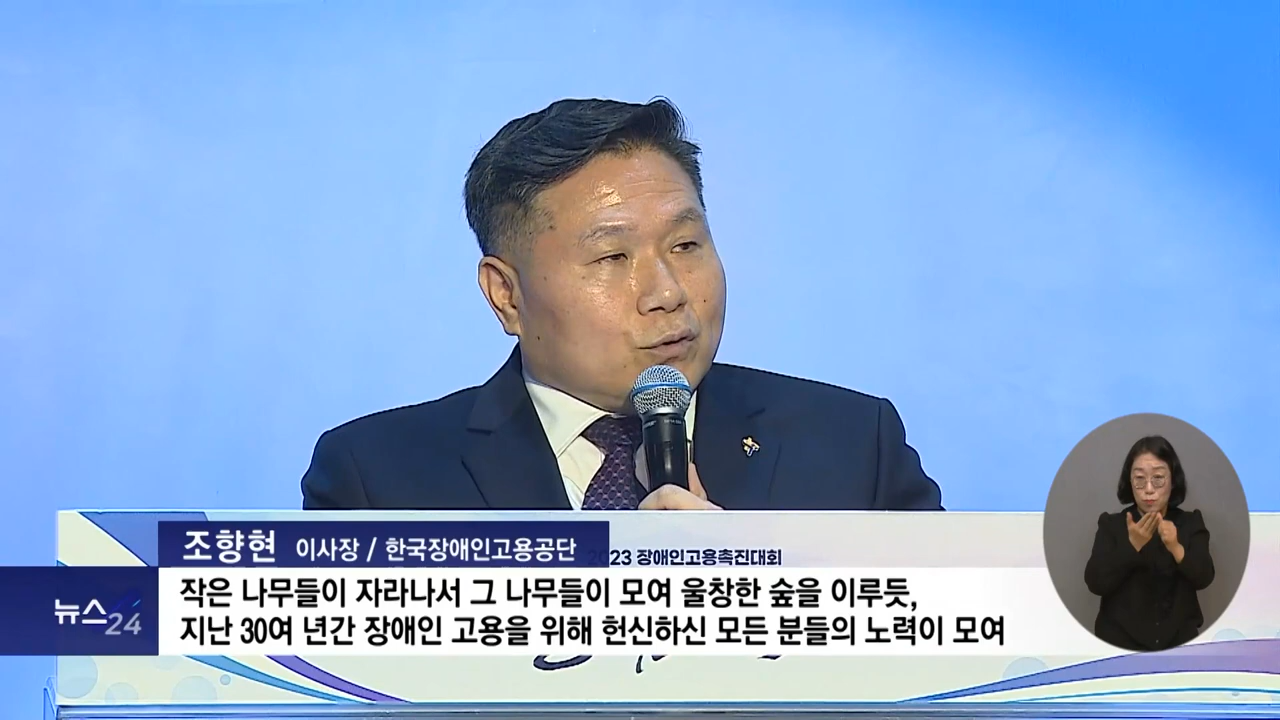 조향현 이사장 / 한국장애인고용공단
2023 장애인고용촉진대회
작은 나무들이 자라나서 그 나무들이 모여 울창한 숲을 이루듯,
지난 30여 년간 장애인 고용을 위해 헌신하신 모든 분들의 노력이 모여
뉴스24